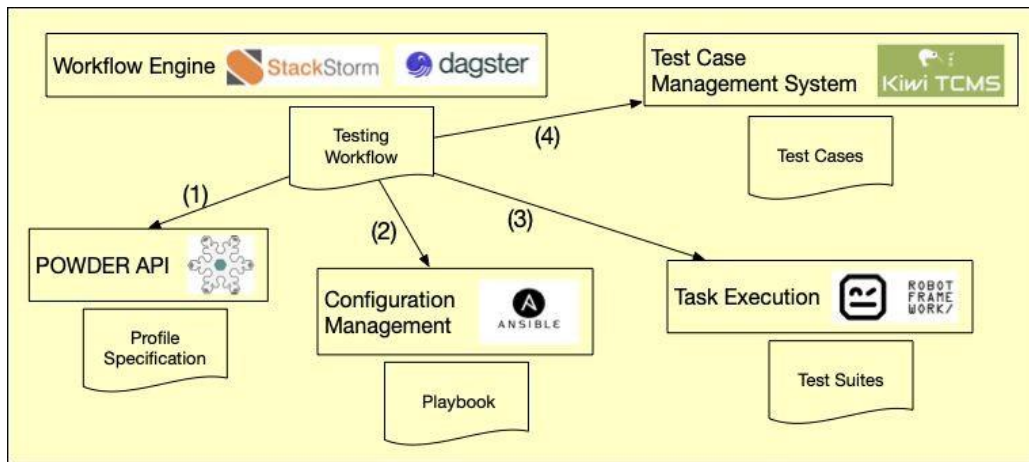 Workflow Engine
StackStorm
dagster
Test Case
Management System
Kiwi TCMS
Testing
Workflow
(4)
Test Cases
(1)
(2)
(3)
POWDER API
Configuration
Management
ANSIBLE
Task Execution
ROBOT
FRAME
WORK/
Profile
Specification
Playbook
Test Suites